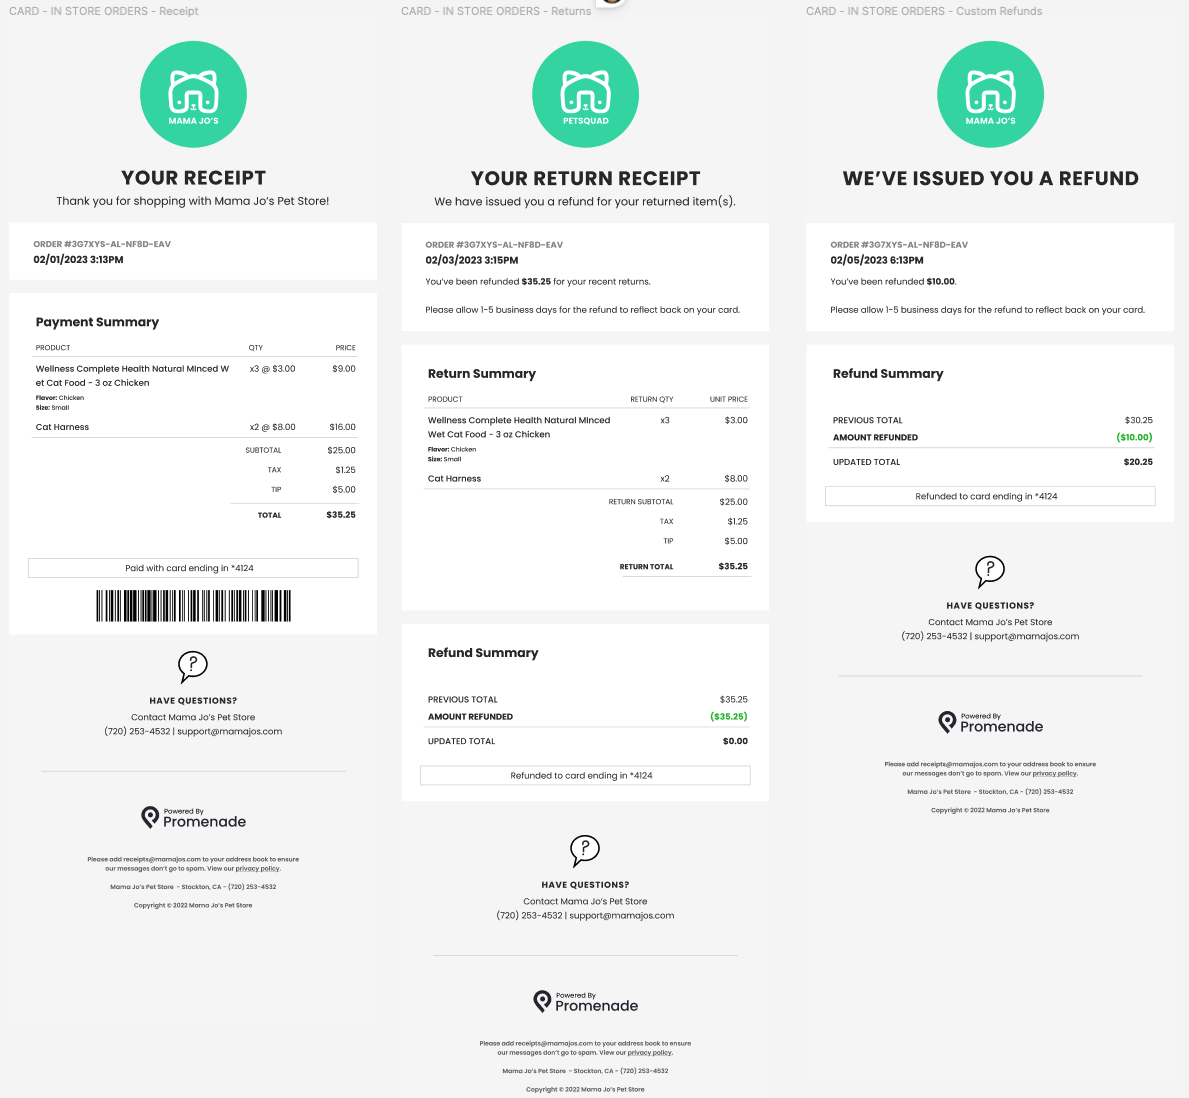 CARD - IN STORE ORDERS - Receipt
MAMA JO'S
YOUR RECEIPT
Thank you for shopping with Mama Jo's Pet Store!
ORDER #3G7XYS-AL-NF8D-EAV
02/01/2023 3:13PM
Payment Summary
PRODUCT QTY PRICE
Wellness Complete Health Natural Minced W x3 @ $3.00 $9.00
et Cat Food - 3 oz Chicken
Flavor: Chicken
Size: Small
Cat Harness x2 @ $8.00 $16.00
SUBTOTAL $25.00
TAX $1.25
TIP $5.00
TOTAL $35.25
Paid with card ending in *4124
HAVE QUESTIONS?
Contact Mama Jo's Pet Store
(720) 253-4532 | support@mamajos.com
Powered By
Promenade
Please add receipts@mamajos.com to your address book to ensure
our messages don't go to spam. View our privacy policy.
Mama Jo's Pet Store - Stockton, CA - (720) 253-4532
Copyright © 2022 Mama Jo's Pet Store
CARD - IN STORE ORDERS - Returns
PETSQUAD
YOUR RETURN RECEIPT
We have issued you a refund for your returned item(s).
ORDER #3G7XYS-AL-NF8D-EAV
02/03/2023 3:15PM
You've been refunded $35.25 for your recent returns.
Please allow 1-5 business days for the refund to reflect back on your card.
Return Summary
PRODUCT RETURN QTY UNIT PRICE
Wellness Complete Health Natural Minced x3 $3.00
Wet Cat Food - 3 oz Chicken
Flavor: Chicken
Size: Small
Cat Harness x2 $8.00
RETURN SUBTOTAL $25.00
TAX $1.25
TIP $5.00
RETURN TOTAL $35.25
Refund Summary
PREVIOUS TOTAL $35.25
AMOUNT REFUNDED ($35.25)
UPDATED TOTAL $0.00
Refunded to card ending in *4124
HAVE QUESTIONS?
Contact Mama Jo's Pet Store
(720) 253-4532 | support@mamajos.com
Powered By
Promenade
Please add receipts@mamajos.com to your address book to ensure
our messages don't go to spam. View our privacy policy.
Mama Jo's Pet Store - Stockton, CA - (720) 253-4532
Copyright © 2022 Mama Jo's Pet Store
CARD - IN STORE ORDERS - Custom Refunds
MAMA JO'S
WE'VE ISSUED YOU A REFUND
ORDER #3G7XYS-AL-NF8D-EAV
02/05/2023 6:13PM
You've been refunded $10.00.
Please allow 1-5 business days for the refund to reflect back on your card.
Refund Summary
PREVIOUS TOTAL $30.25
AMOUNT REFUNDED ($10.00)
UPDATED TOTAL $20.25
Refunded to card ending in *4124
HAVE QUESTIONS?
Contact Mama Jo's Pet Store
(720) 253-4532 | support@mamajos.com
Powered By
Promenade
Please add receipts@mamajos.com to your address book to ensure
our messages don't go to spam. View our privacy policy.
Mama Jo's Pet Store - Stockton, CA - (720) 253-4532
Copyright © 2022 Mama Jo's Pet Store